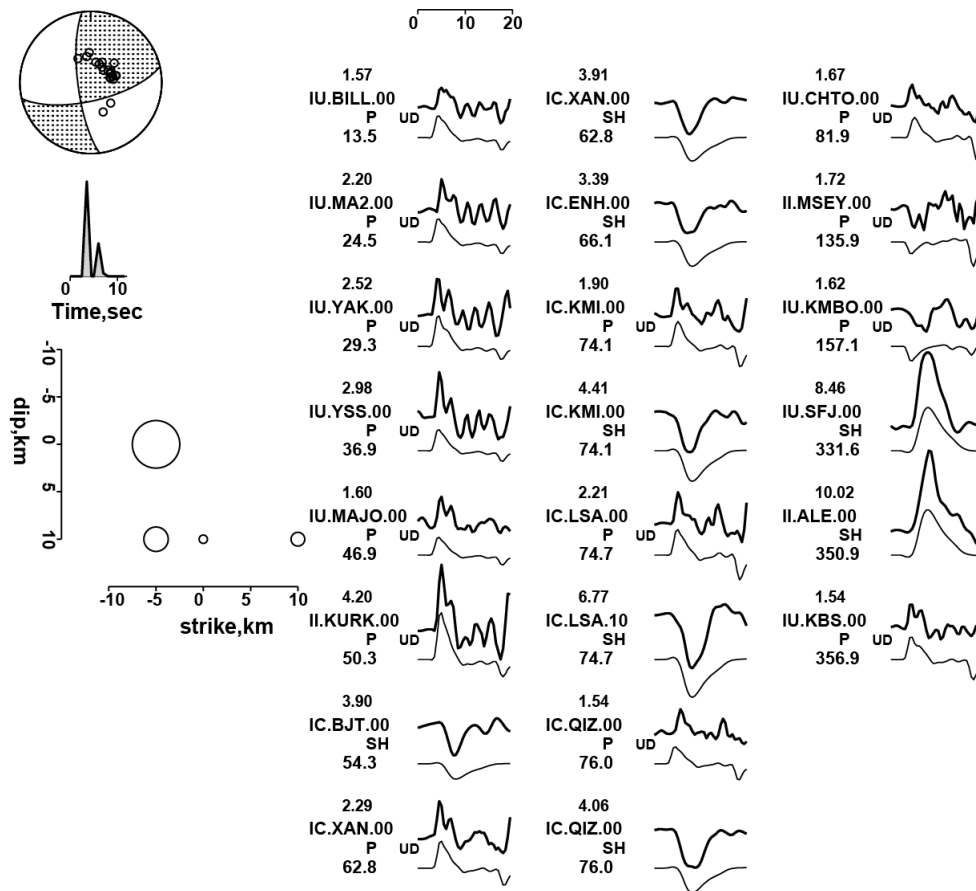 0 10 20
0 10
Time,sec
-10
-5
0
5
10
dip,km
-10 -5 0 5 10
strike,km
1.57
IU.BILL.00
P UD
13.5
2.20
IU.MA2.00
P UD
24.5
2.52
IU.YAK.00
P UD
29.3
2.98
IU.YSS.00
P UD
36.9
1.60
IU.MAJO.00
P UD
46.9
4.20
II.KURK.00
P UD
50.3
3.90
IC.BJT.00
SH
54.3
2.29
IC.XAN.00
P UD
62.8
3.91
IC.XAN.00
SH
62.8
3.39
IC.ENH.00
SH
66.1
1.90
IC.KMI.00
P UD
74.1
4.41
IC.KMI.00
SH
74.1
2.21
IC.LSA.00
P UD
74.7
6.77
IC.LSA.10
SH
74.7
1.54
IC.QIZ.00
P UD
76.0
4.06
IC.QIZ.00
SH
76.0
1.67
IU.CHTO.00
P UD
81.9
1.72
II.MSEY.00
P UD
135.9
1.62
IU.KMBO.00
P UD
157.1
8.46
IU.SFJ.00
SH
331.6
10.02
II.ALE.00
SH
350.9
1.54
IU.KBS.00
P UD
356.9